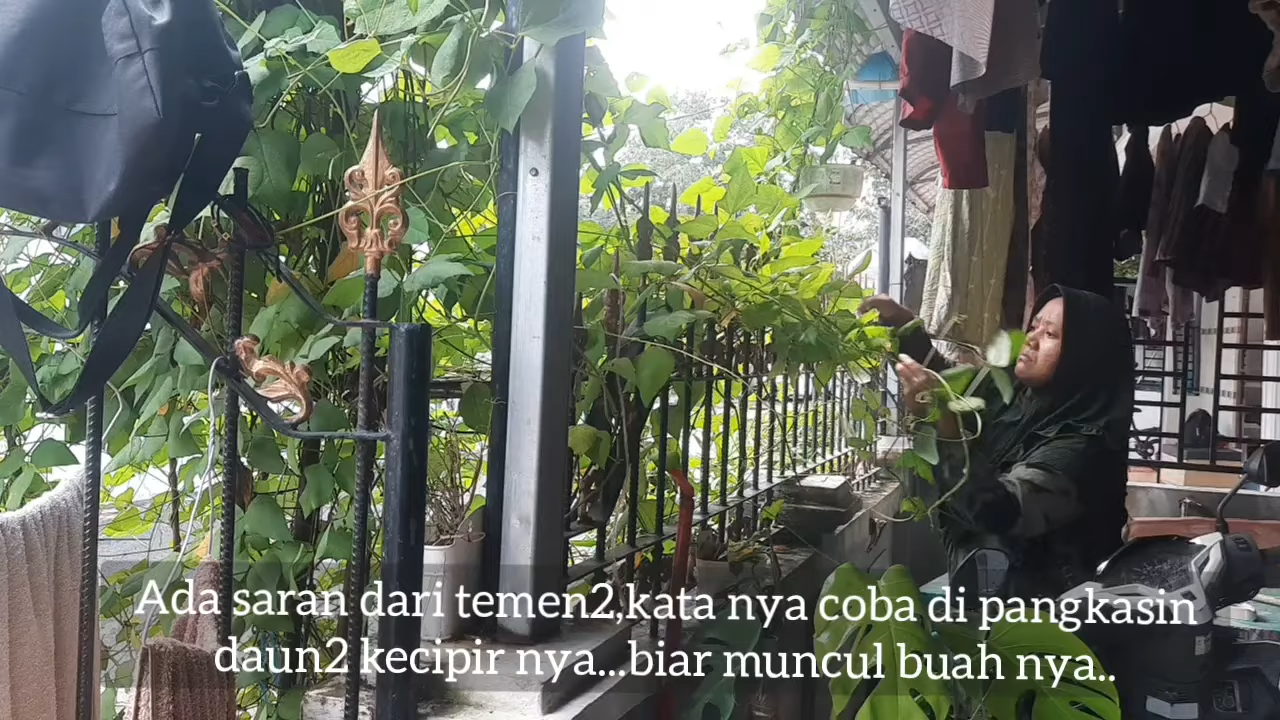 Ada saran dari temen2,kata nya coba di pangkasin
daun2 kecipir nya...biar muncul buah nya..